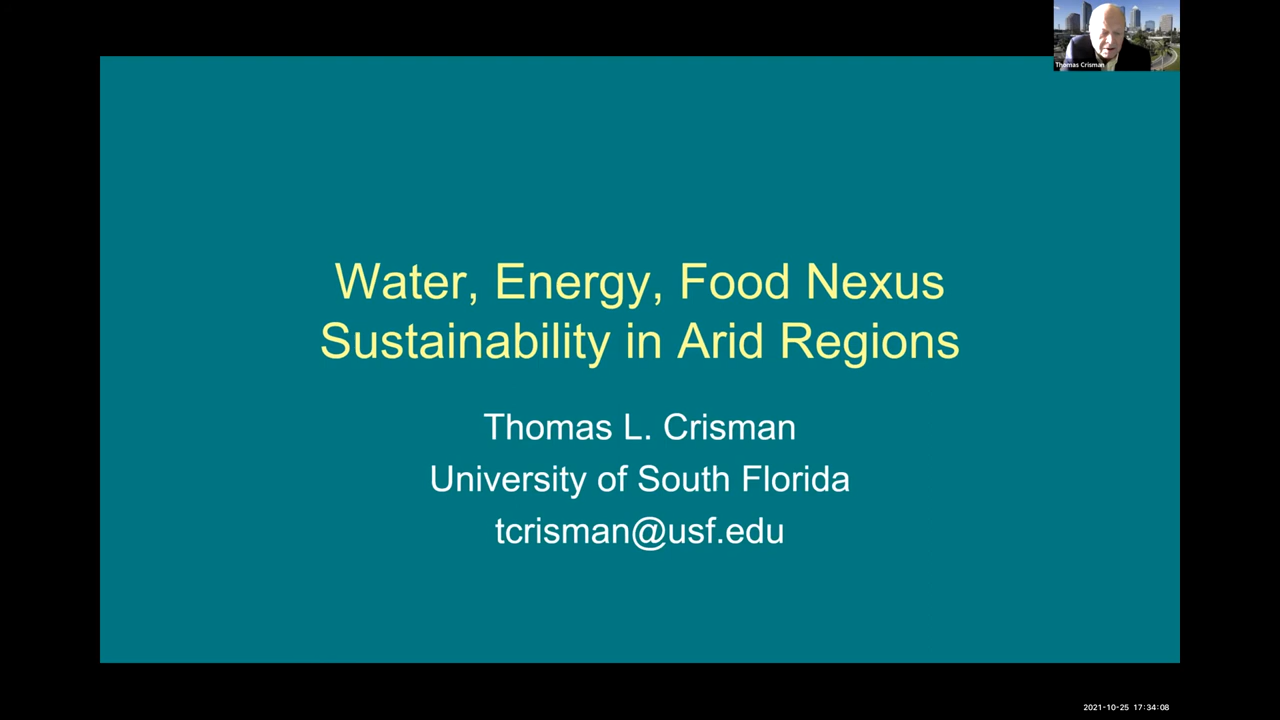 Thomas Crisman
Water, Energy, Food Nexus
Sustainability in Arid Regions
Thomas L. Crisman
University of South Florida
tcrisman@usf.edu
2021-10-25 17:34:08